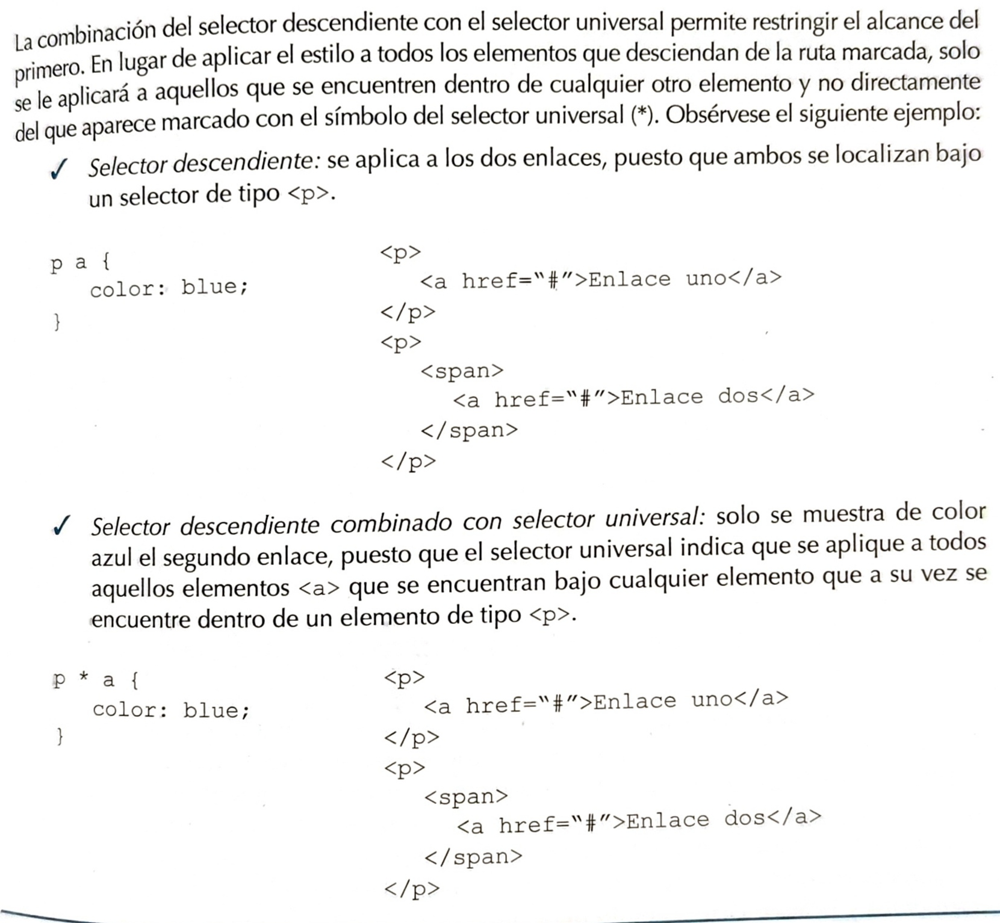 La combinación del selector descendiente con el selector universal permite restringir el alcance del
primero. En lugar de aplicar el estilo a todos los elementos que desciendan de la ruta marcada, solo
se le aplicará a aquellos que se encuentren dentro de cualquier otro elemento y no directamente
del que aparece marcado con el símbolo del selector universal (*). Obsérvese el siguiente ejemplo:
✓ Selector descendiente: se aplica a los dos enlaces, puesto que ambos se localizan bajo
un selector de tipo <p>.
p a {
color: blue;
}
<p>
<a href="#">Enlace uno</a>
</p>
<p>
<span>
<a href="#">Enlace dos</a>
</span>
</p>
✓ Selector descendiente combinado con selector universal: solo se muestra de color
azul el segundo enlace, puesto que el selector universal indica que se aplique a todos
aquellos elementos <a> que se encuentran bajo cualquier elemento que a su vez se
encuentre dentro de un elemento de tipo <p>.
p * a {
color: blue;
}
<p>
<a href="#">Enlace uno</a>
</p>
<p>
<span>
<a href="#">Enlace dos</a>
</span>
</p>